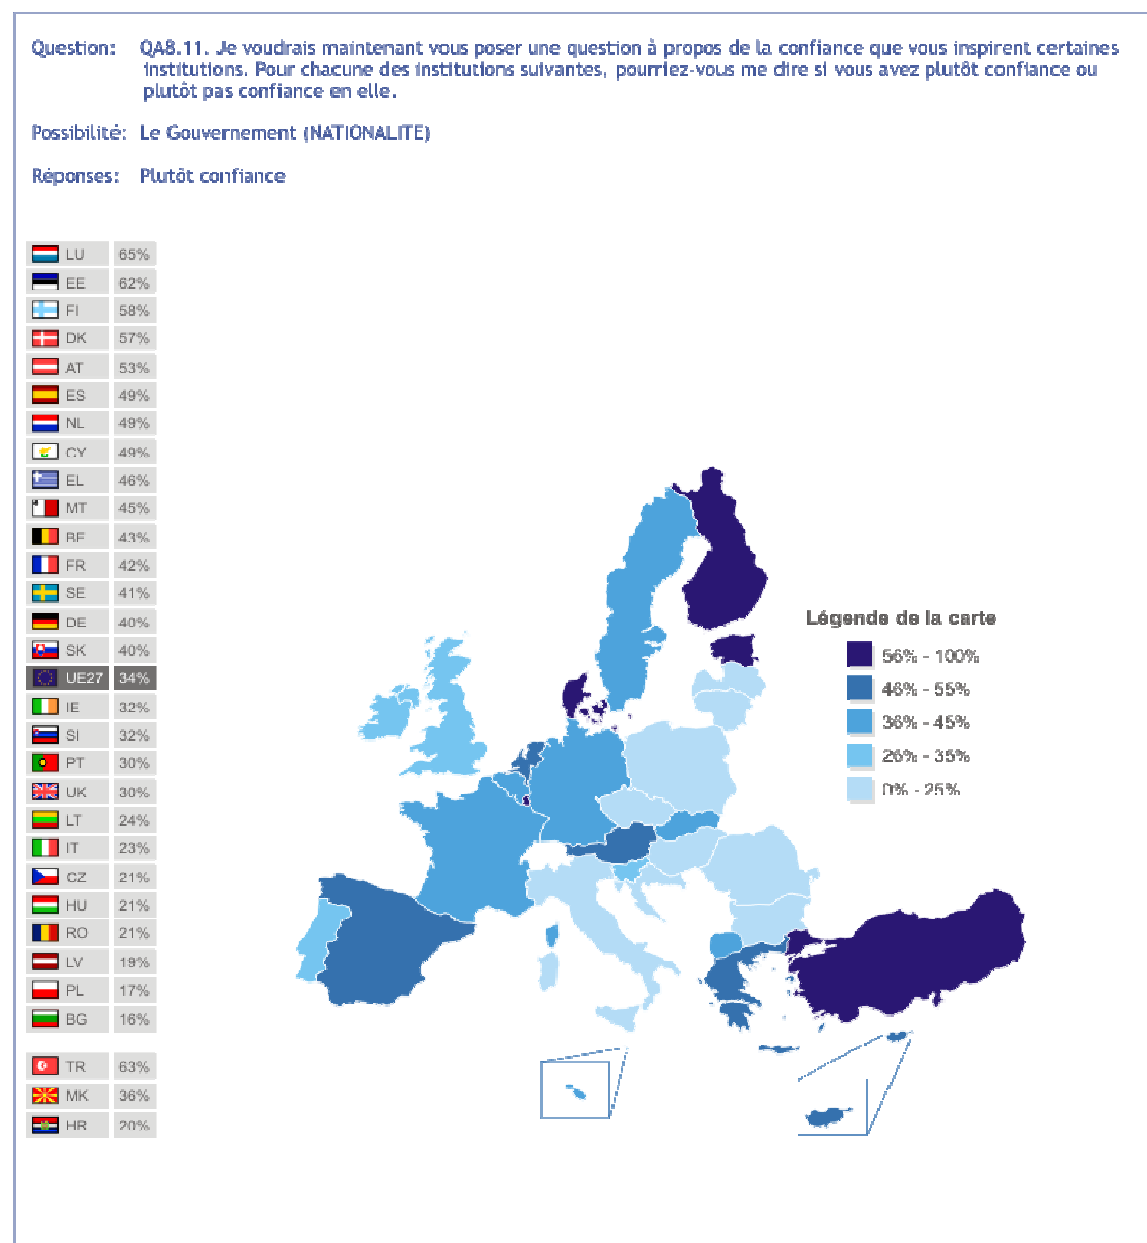 Question: QA8.11. Je voudrais maintenant vous poser une question à propos de la confiance que vous inspirent certaines
institutions. Pour chacune des institutions suivantes, pourriez-vous me dire si vous avez plutôt confiance ou
plutôt pas confiance en elle.
Possibilité: Le Gouvernement (NATIONALITE)
Réponses: Plutôt confiance
LU 65%
EE 62%
FI 58%
DK 57%
AT 53%
ES 49%
NL 49%
CY 49%
EL 46%
MT 45%
BE 43%
FR 42%
SE 41%
DE 40%
SK 40%
UE27 34%
IE 32%
SI 32%
PT 30%
UK 30%
LT 24%
IT 23%
CZ 21%
HU 21%
RO 21%
LV 19%
PL 17%
BG 16%
TR 63%
MK 36%
HR 20%
Légende de la carte
56% - 100%
46% - 55%
36% - 45%
26% - 35%
0% - 25%